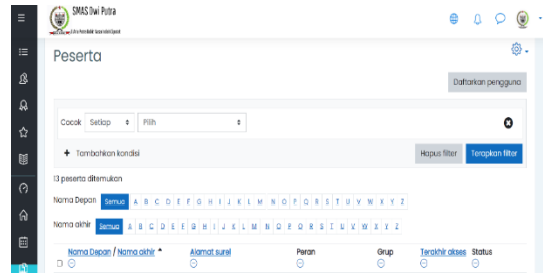 SMAS Dwi Putra
Peserta
Daftarkan pengguna
Cocok Setiap Pilih
Tambahkan kondisi
Hapus filter Terapkan filter
13 peserta ditemukan
Nama Depan Semua A B C D E F G H I J K L M N O P Q R S T U V W X Y Z
Nama akhir Semua A B C D E F G H I J K L M N O P Q R S T U V W X Y Z
Nama Depan / Nama akhir Alamat surel Peran Grup Terakhir akses Status